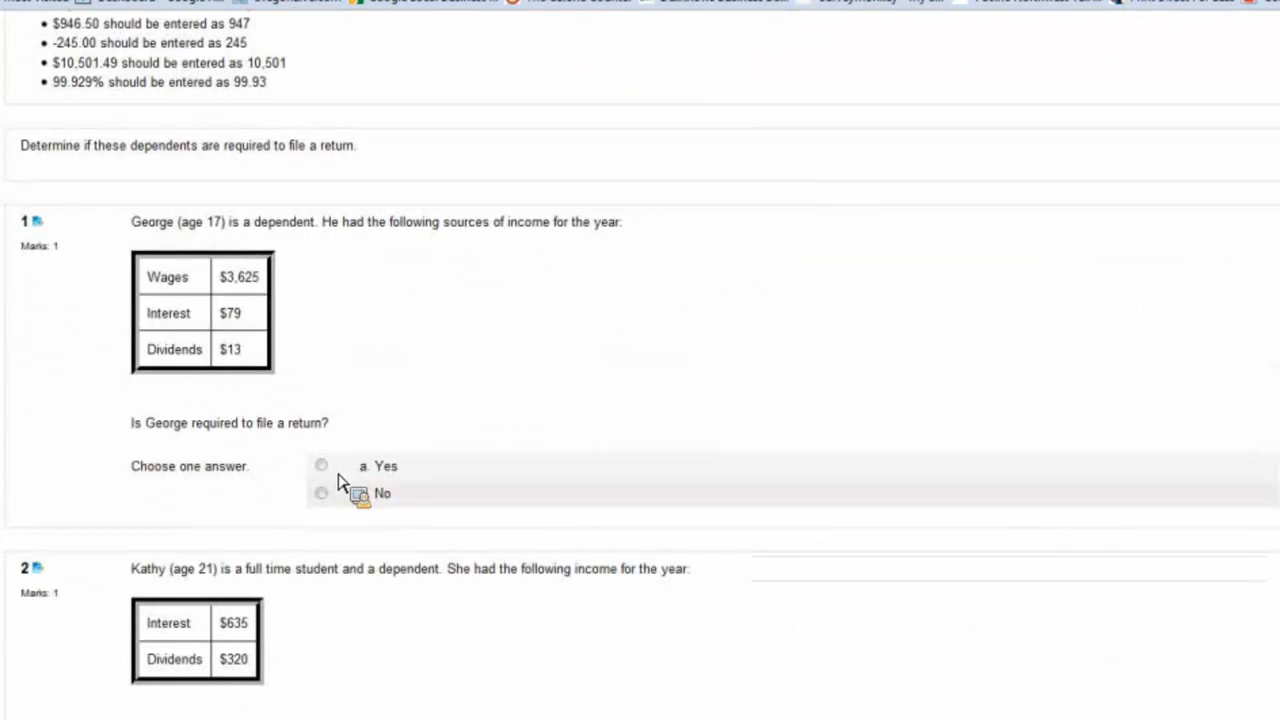 • $946.50 should be entered as 947
• -245.00 should be entered as 245
• $10,501.49 should be entered as 10,501
• 99.929% should be entered as 99.93
Determine if these dependents are required to file a return.
1 George (age 17) is a dependent. He had the following sources of income for the year:
Marks: 1
Wages $3,625
Interest $79
Dividends $13
Is George required to file a return?
Choose one answer. a. Yes
No
2 Kathy (age 21) is a full time student and a dependent. She had the following income for the year:
Marks: 1
Interest $635
Dividends $320